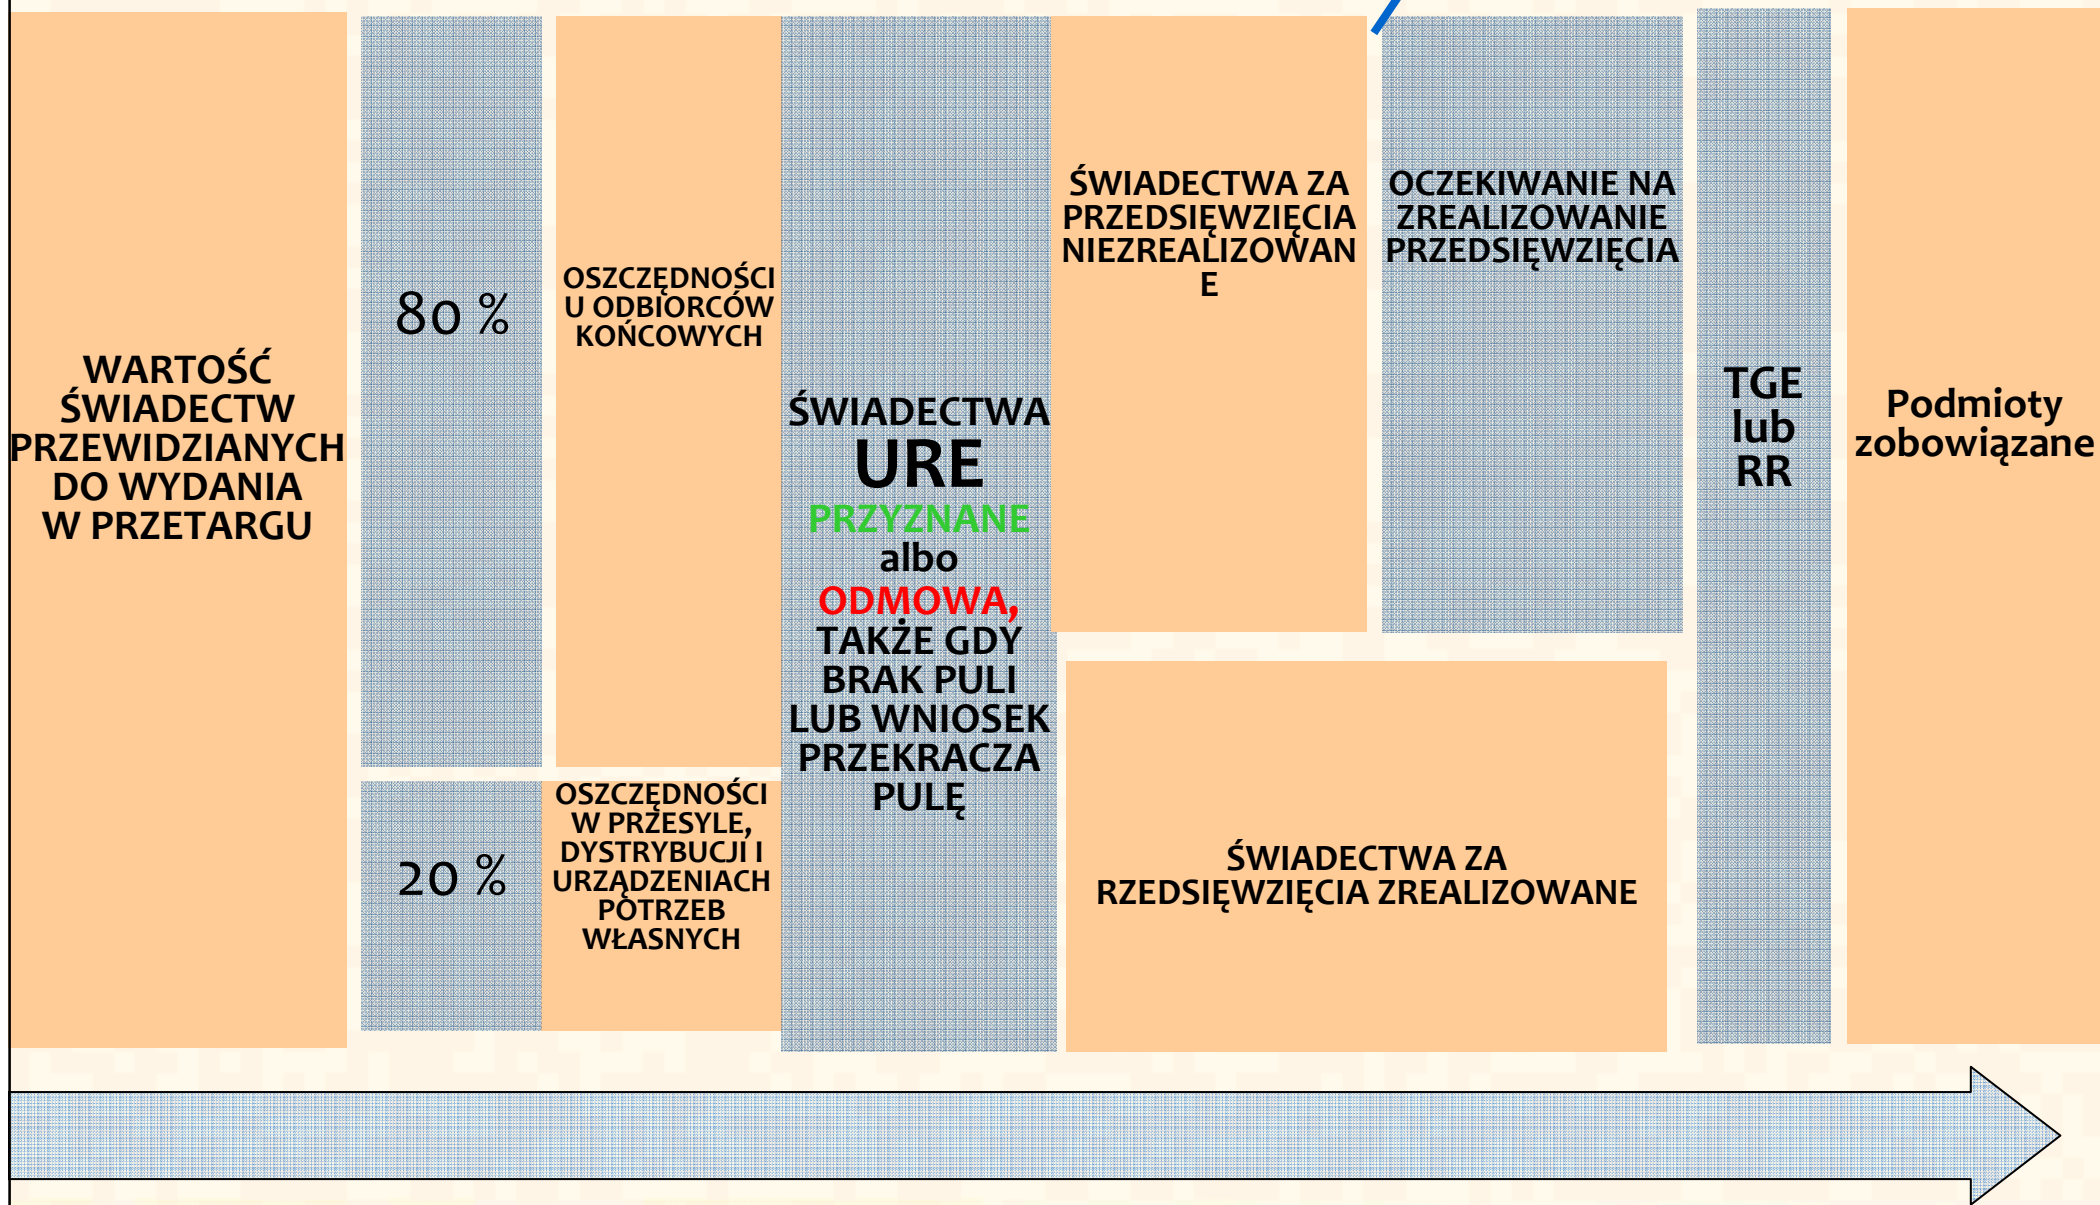 WARTOŚĆ
ŚWIADECTW
PRZEWIDZIANYCH
DO WYDANIA
W PRZETARGU
80 %
20 %
OSZCZĘDNOŚCI
U ODBIORCÓW
KOŃCOWYCH
OSZCZĘDNOŚCI
W PRZESYLE,
DYSTRYBUCJI I
URZĄDZENIACH
POTRZEB
WŁASNYCH
ŚWIADECTWA
URE
PRZYZNANE
albo
ODMOWA,
TAKŻE GDY
BRAK PULI
LUB WNIOSEK
PRZEKRACZA
PULĘ
ŚWIADECTWA ZA
PRZEDSIĘWZIĘCIA
NIEZREALIZOWAN
E
OCZEKIWANIE NA
ZREALIZOWANIE
PRZEDSIĘWZIĘCIA
ŚWIADECTWA ZA
RZEDSIĘWZIĘCIA ZREALIZOWANE
TGE
lub
RR
Podmioty
zobowiązane